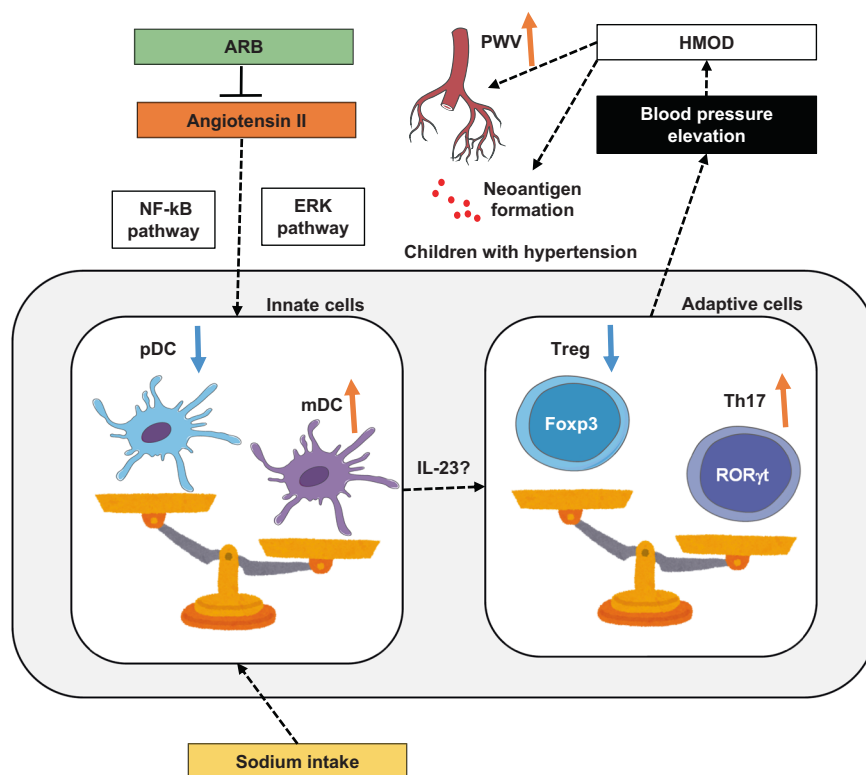 ARB
Angiotensin II
NF-kB
pathway
ERK
pathway
PWV
HMOD
Blood pressure
elevation
Neoantigen
formation
Children with hypertension
Innate cells
Adaptive cells
pDC
mDC
IL-23?
Treg
Foxp3
Th17
RORγt
Sodium intake